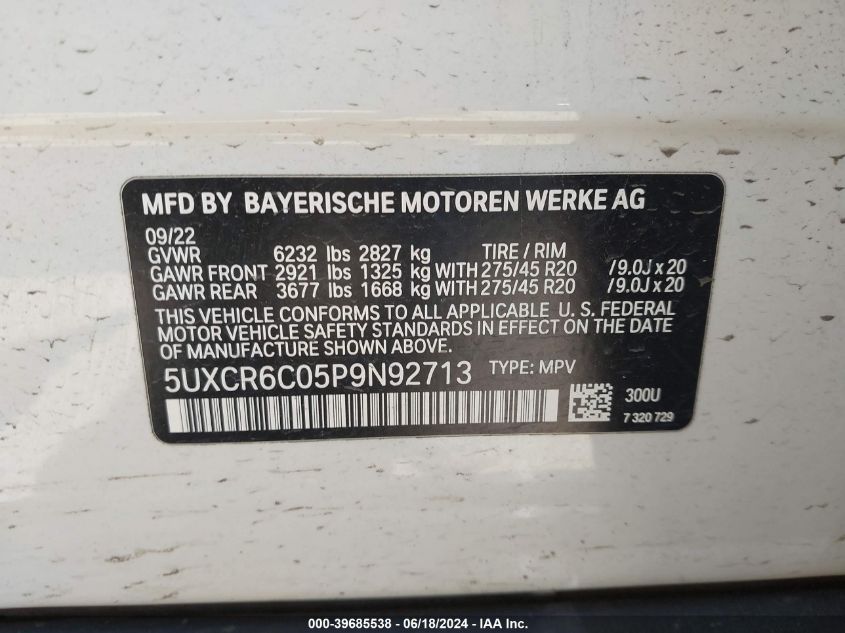 MFD BY BAYERISCHE MOTOREN WERKE AG
09/22
GVWR 6232 lbs 2827 kg TIRE / RIM
GAWR FRONT 2921 lbs 1325 kg WITH 275/45 R20 /9.0J x 20
GAWR REAR 3677 lbs 1668 kg WITH 275/45 R20 /9.0J x 20
THIS VEHICLE CONFORMS TO ALL APPLICABLE U. S. FEDERAL
MOTOR VEHICLE SAFETY STANDARDS IN EFFECT ON THE DATE
OF MANUFACTURE SHOWN ABOVE.
5UXCR6C05P9N92713 TYPE: MPV
300U
7 320 729
000-39685538 - 06/18/2024 - IAA Inc.